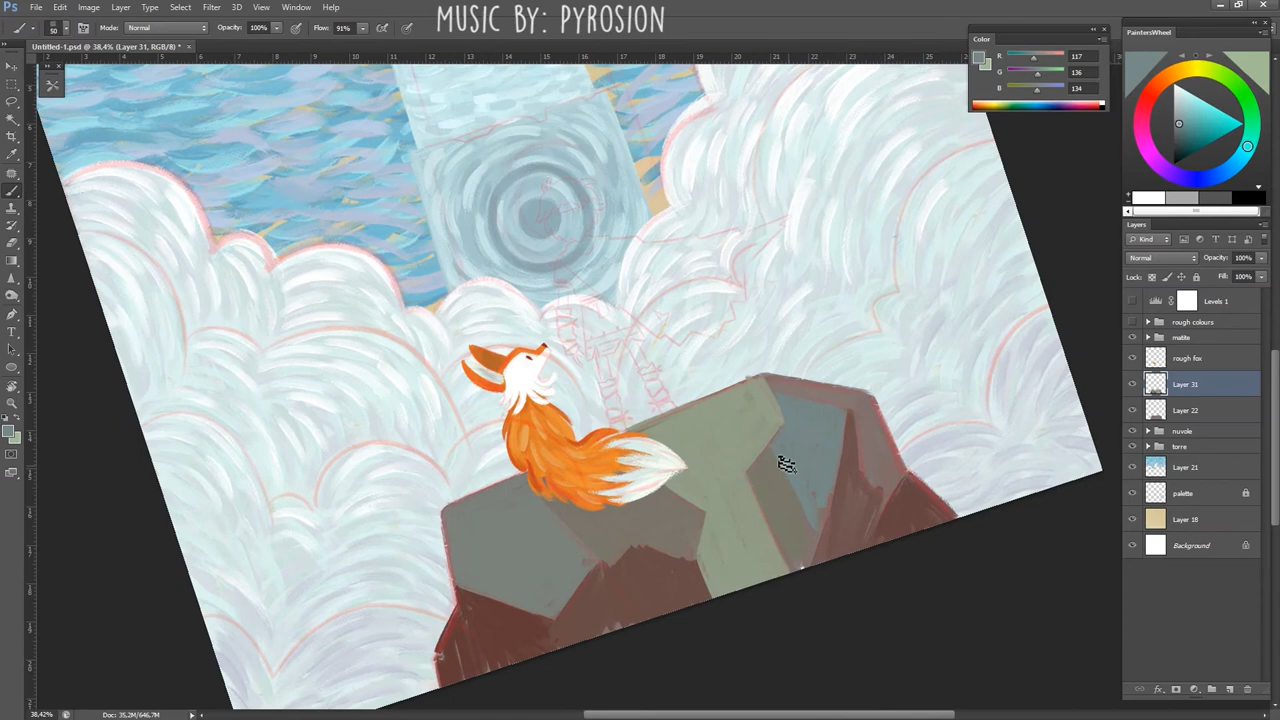 MUSIC BY: PYROSION
Ps File Edit Image Layer Type Select Filter 3D View Window Help
50 Mode: Normal Opacity: 100% Flow: 91%
Untitled-1.psd @ 38,4% (Layer 31, RGB/8) * ×
Color
R 117
G 136
B 134
PaintersWheel
Layers
Kind
Normal Opacity: 100%
Lock: Fill: 100%
Levels 1
rough colours
matite
rough fox
Layer 31
Layer 22
nuvole
torre
Layer 21
palette
Layer 18
Background
38,42% Doc: 35,2M/646,7M